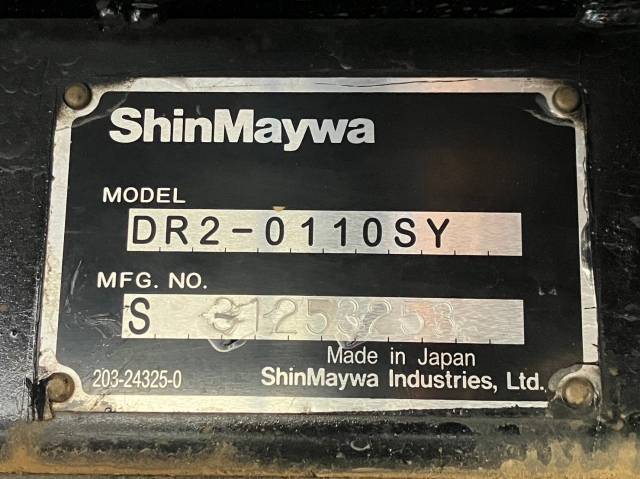 ShinMaywa
MODEL
DR2-0110SY
MFG. NO.
S
Made in Japan
203-24325-0
ShinMaywa Industries, Ltd.